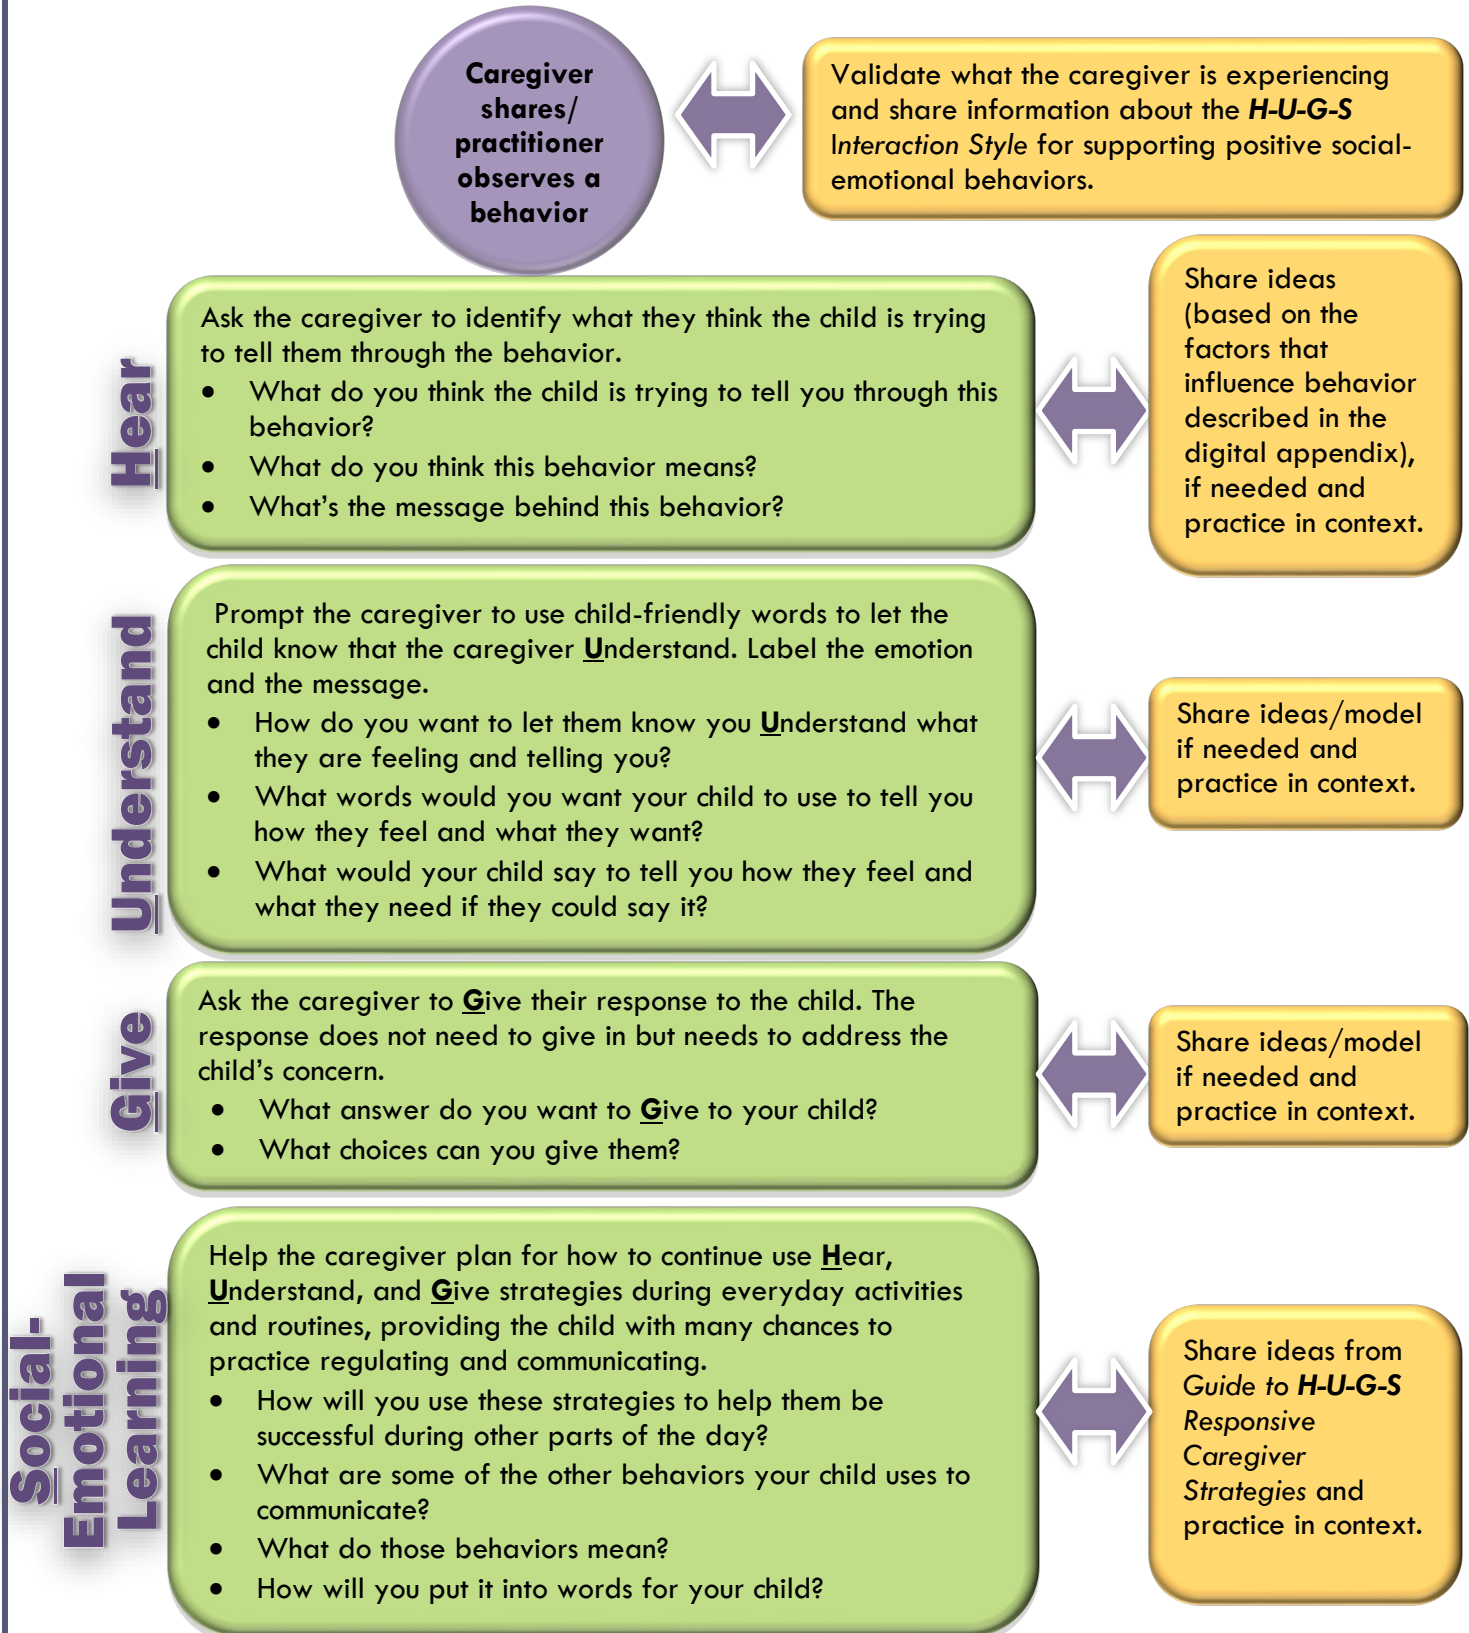 Caregiver
shares/
practitioner
observes a
behavior
Validate what the caregiver is experiencing
and share information about the H-U-G-S
Interaction Style for supporting positive social-
emotional behaviors.
Hear
Ask the caregiver to identify what they think the child is trying
to tell them through the behavior.
• What do you think the child is trying to tell you through this
behavior?
• What do you think this behavior means?
• What's the message behind this behavior?
Share ideas
(based on the
factors that
influence behavior
described in the
digital appendix),
if needed and
practice in context.
Understand
Prompt the caregiver to use child-friendly words to let the
child know that the caregiver Understand. Label the emotion
and the message.
• How do you want to let them know you Understand what
they are feeling and telling you?
• What words would you want your child to use to tell you
how they feel and what they want?
• What would your child say to tell you how they feel and
what they need if they could say it?
Share ideas/model
if needed and
practice in context.
Give
Ask the caregiver to Give their response to the child. The
response does not need to give in but needs to address the
child's concern.
• What answer do you want to Give to your child?
• What choices can you give them?
Share ideas/model
if needed and
practice in context.
Social-
Emotional
Learning
Help the caregiver plan for how to continue use Hear,
Understand, and Give strategies during everyday activities
and routines, providing the child with many chances to
practice regulating and communicating.
• How will you use these strategies to help them be
successful during other parts of the day?
• What are some of the other behaviors your child uses to
communicate?
• What do those behaviors mean?
• How will you put it into words for your child?
Share ideas from
Guide to H-U-G-S
Responsive
Caregiver
Strategies and
practice in context.